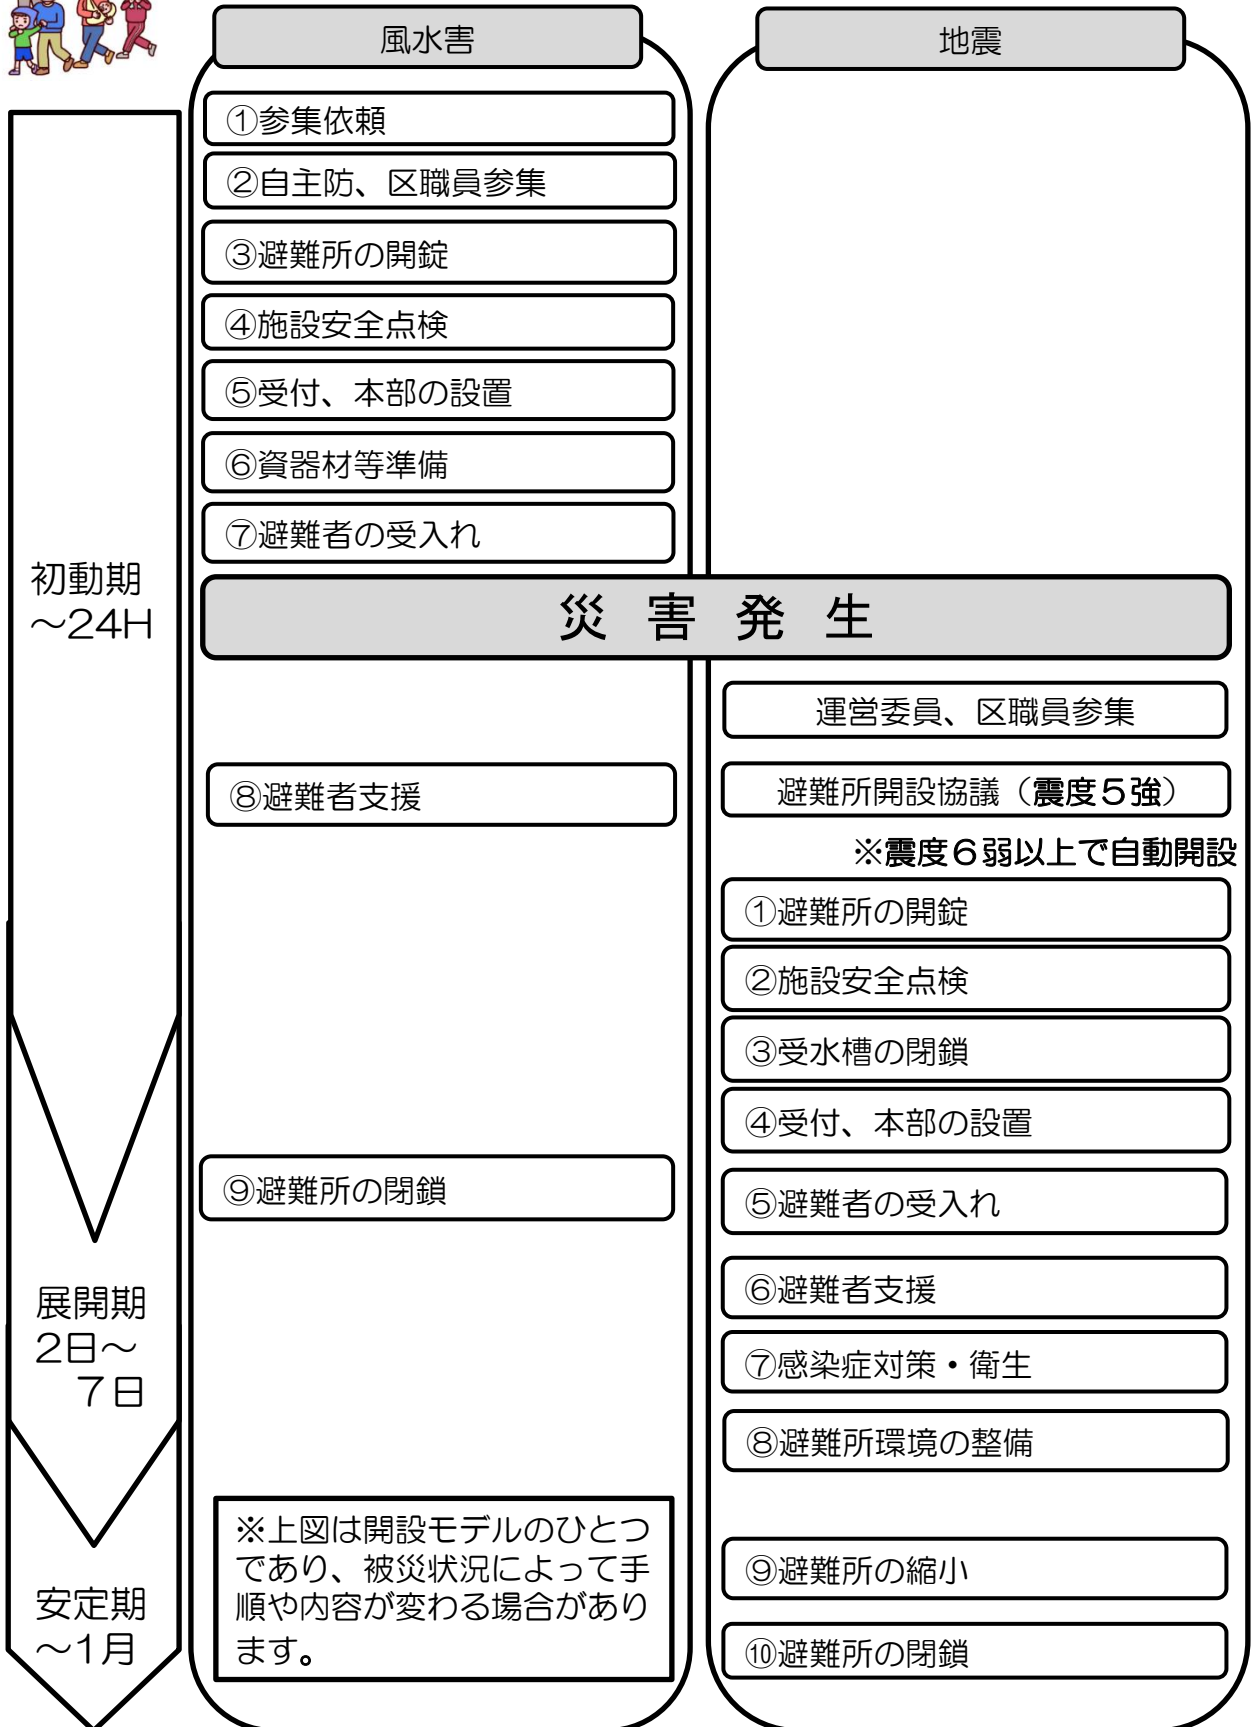 風水害
地震
①参集依頼
②自主防、区職員参集
③避難所の開錠
④施設安全点検
⑤受付、本部の設置
⑥資器材等準備
⑦避難者の受入れ
初動期
～24H
災害発生
運営委員、区職員参集
⑧避難者支援
避難所開設協議（震度５強）
※震度６弱以上で自動開設
①避難所の開錠
②施設安全点検
③受水槽の閉鎖
④受付、本部の設置
⑨避難所の閉鎖
⑤避難者の受入れ
⑥避難者支援
展開期
2日～
７日
⑦感染症対策・衛生
⑧避難所環境の整備
※上図は開設モデルのひとつ
であり、被災状況によって手
順や内容が変わる場合があり
ます。
⑨避難所の縮小
安定期
～1月
⑩避難所の閉鎖